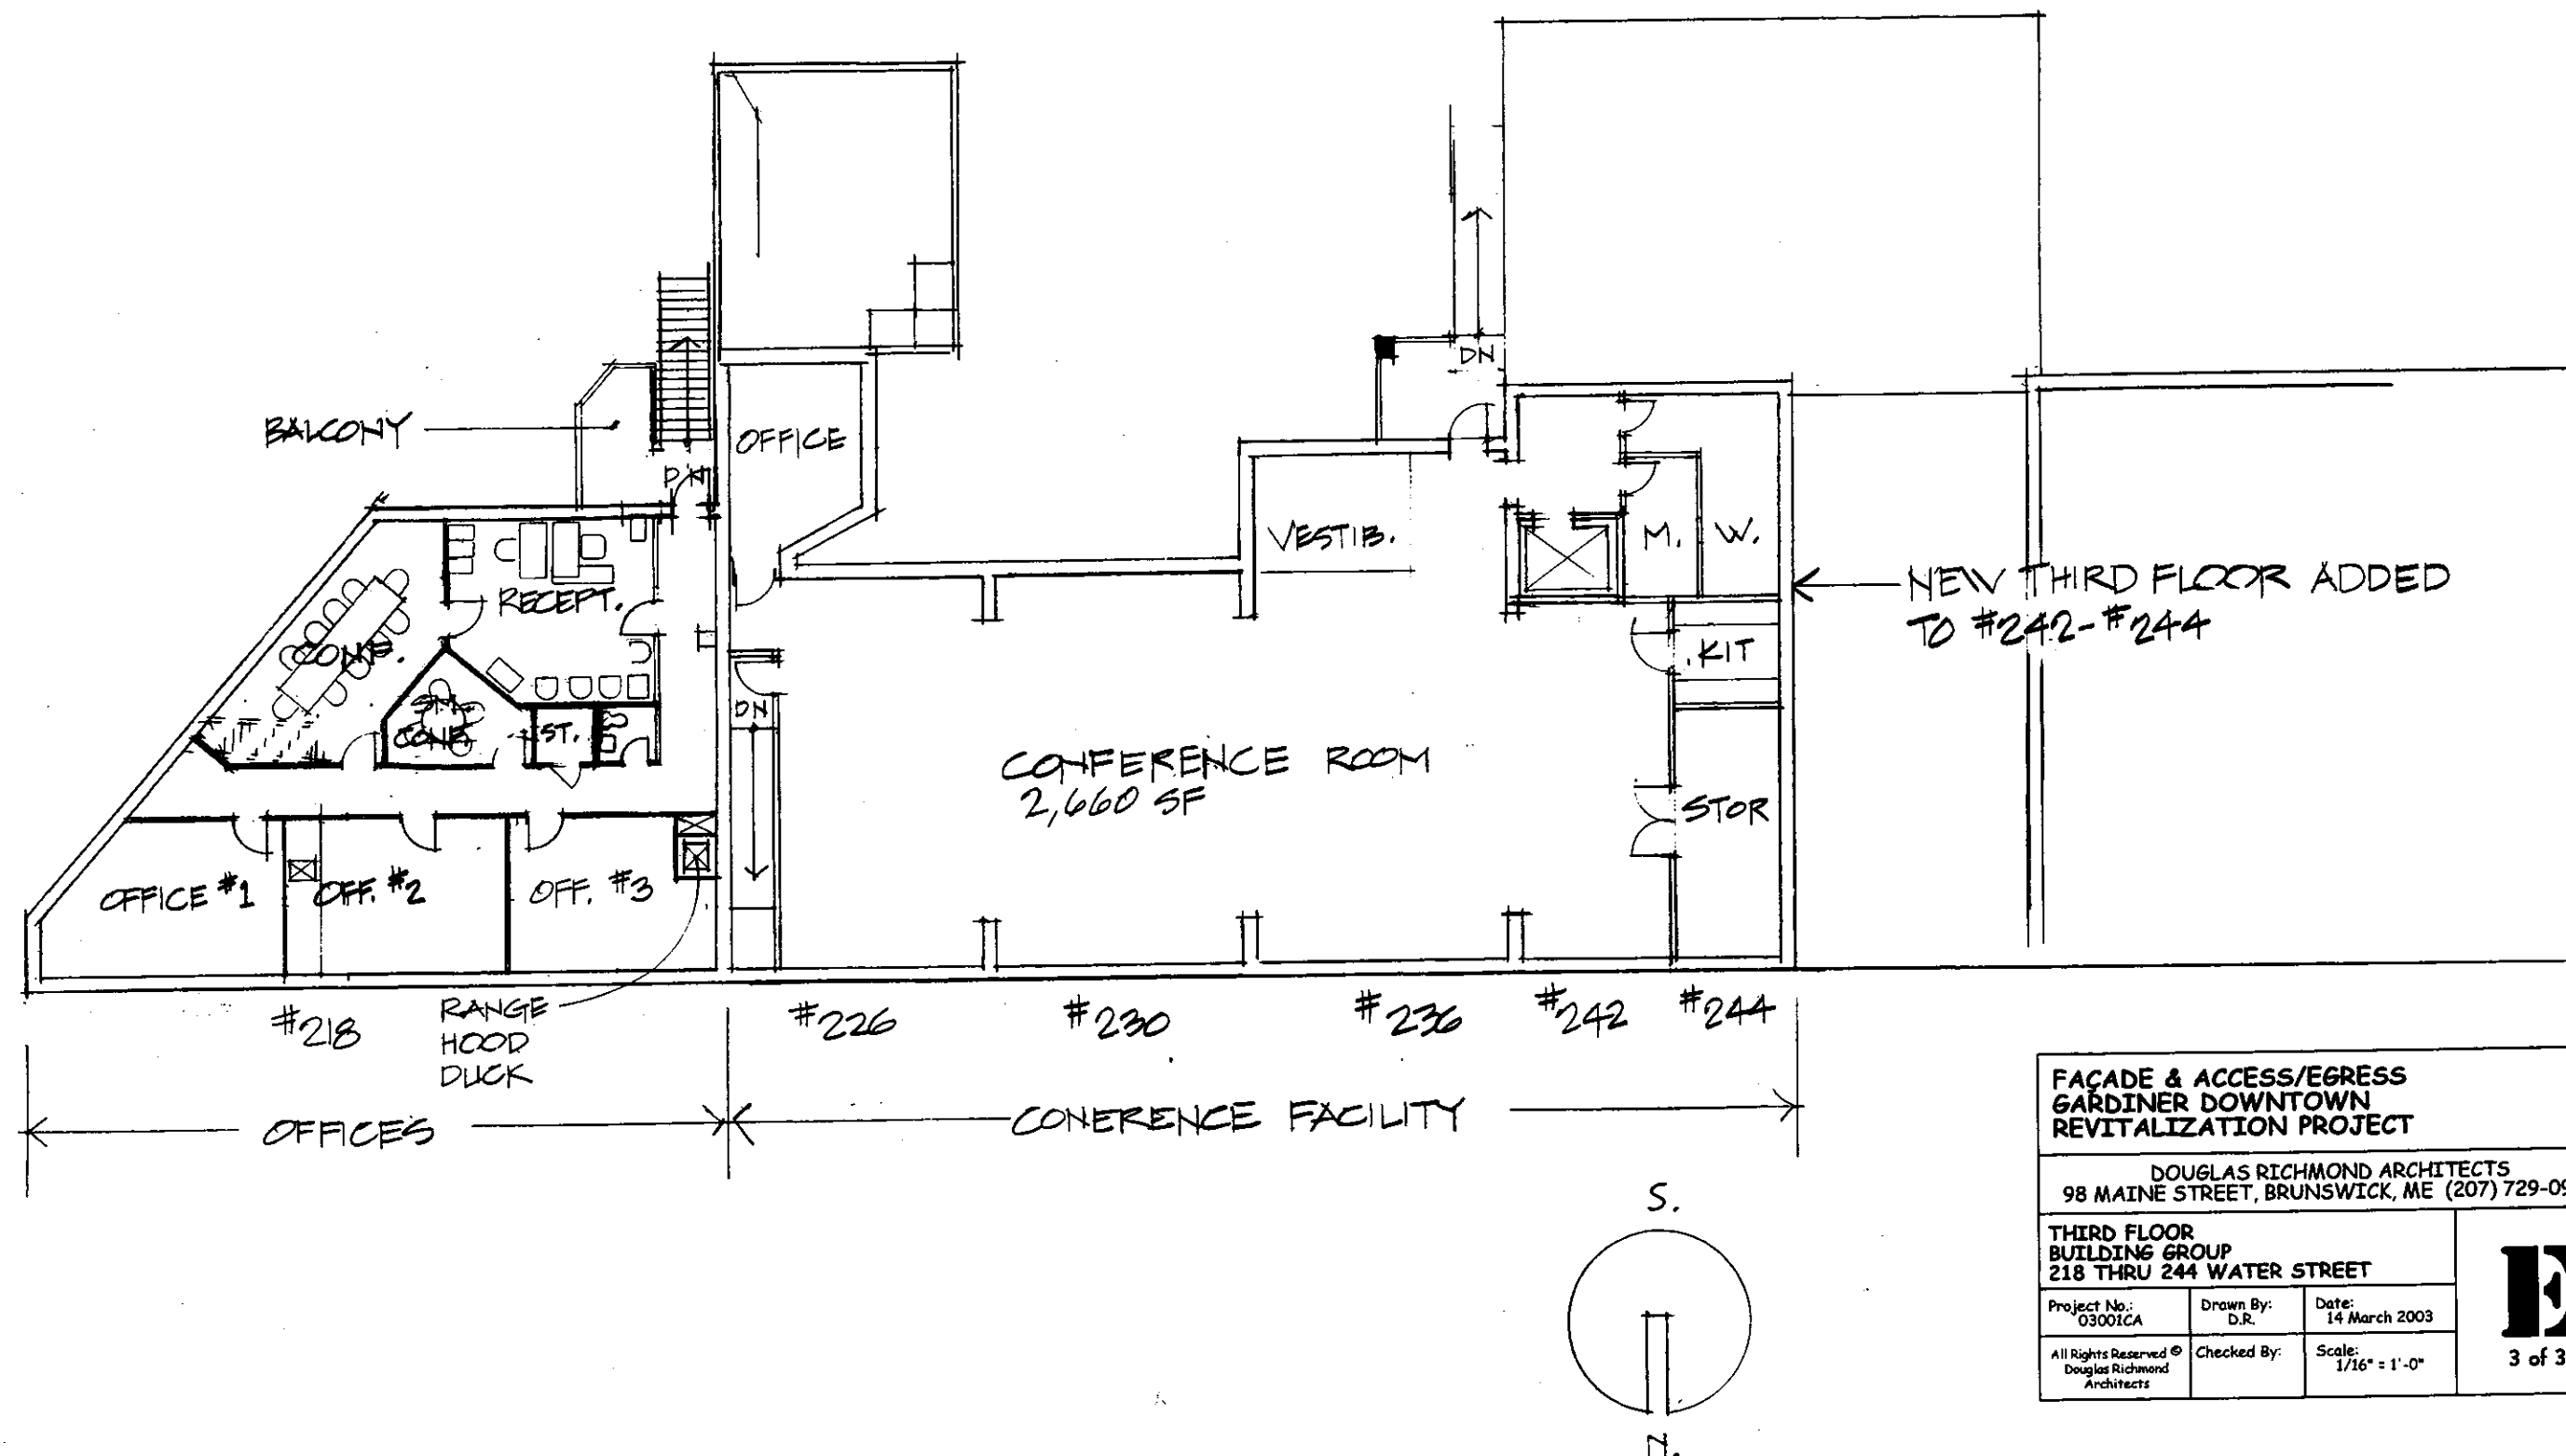 BALCONY
DN
OFFICE
DN
VESTIB.
M.
W.
RECEPT.
CONF.
SM.
CONF.
ST.
DN
KIT
STOR
NEW THIRD FLOOR ADDED
TO #242-#244
CONFERENCE ROOM
2,660 SF
OFFICE #1
OFF. #2
OFF. #3
RANGE
HOOD
DUCK
#218
#226
#230
#236
#242
#244
OFFICES
CONERENCE FACILITY
S.
N.
FAÇADE & ACCESS/EGRESS
GARDINER DOWNTOWN
REVITALIZATION PROJECT
DOUGLAS RICHMOND ARCHITECTS
98 MAINE STREET, BRUNSWICK, ME (207) 729-09
THIRD FLOOR
BUILDING GROUP
218 THRU 244 WATER STREET
E
Project No.:
03001CA
Drawn By:
D.R.
Date:
14 March 2003
All Rights Reserved ©
Douglas Richmond
Architects
Checked By:
Scale:
1/16" = 1'-0"
3 of 3